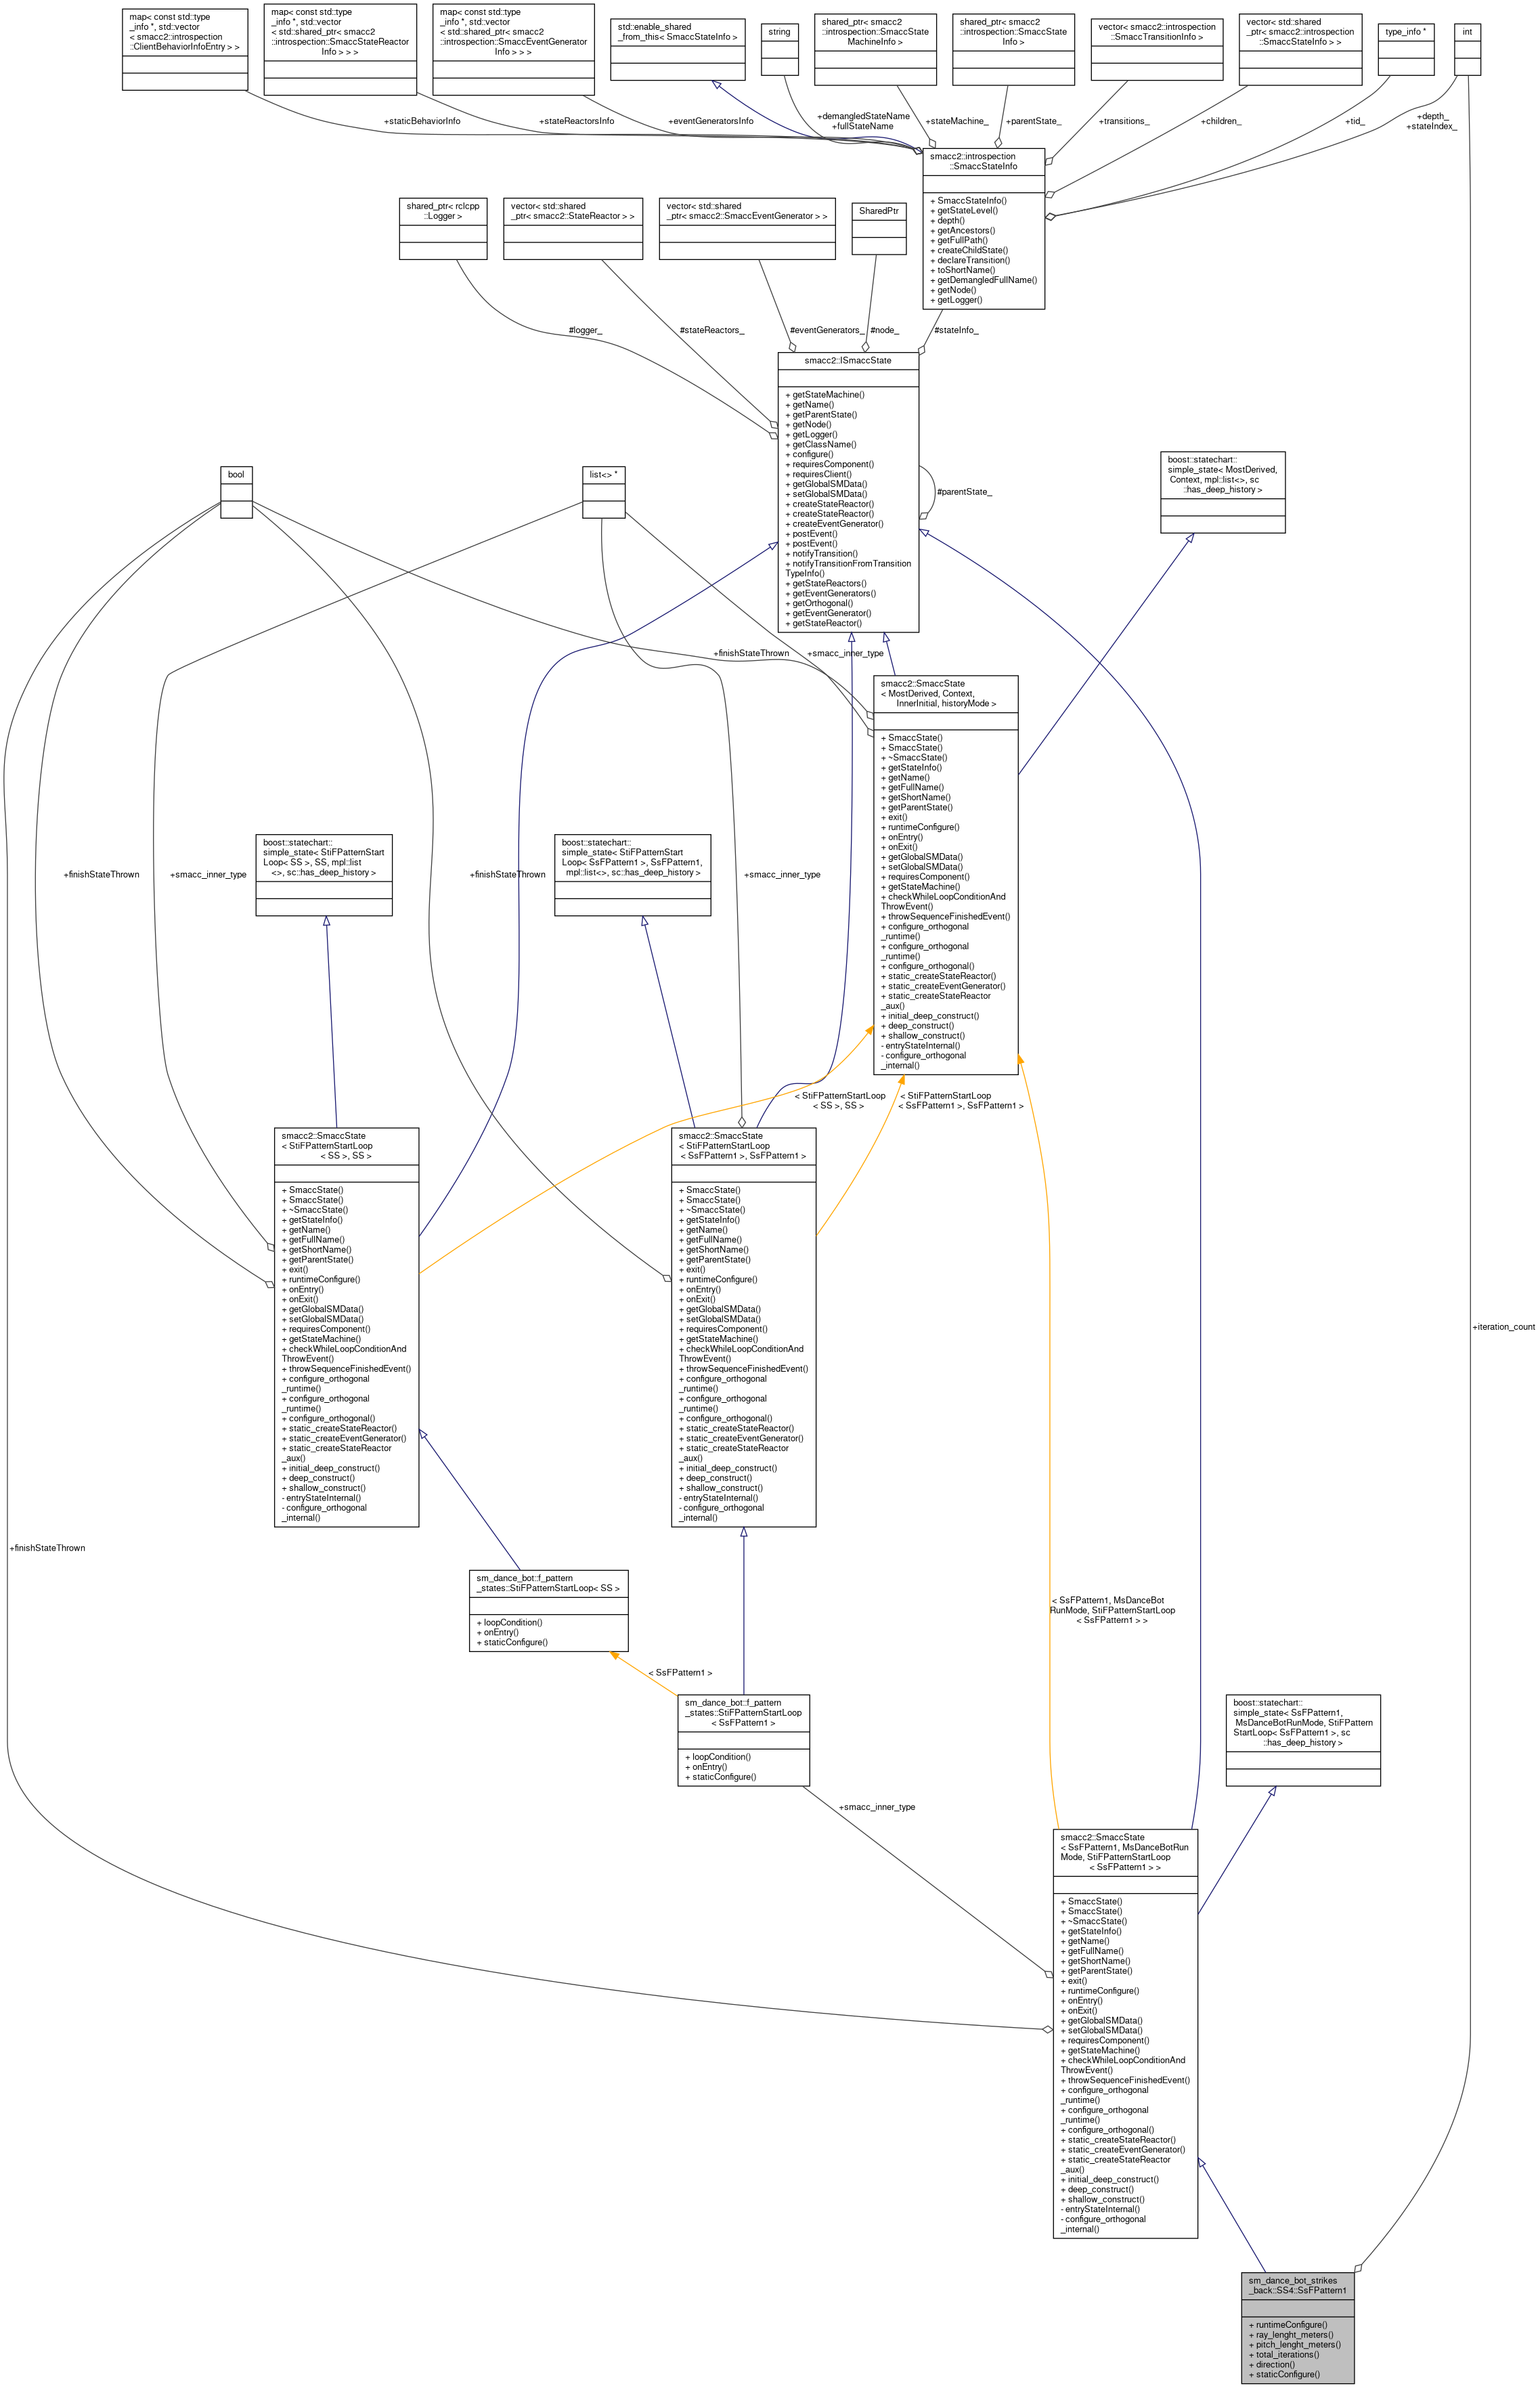 map< const std::type
_info *, std::vector
< smacc2::introspection
::ClientBehaviorInfoEntry > >
map< const std::type
_info *, std::vector
< std::shared_ptr< smacc2
::introspection::SmaccStateReactor
Info > > >
map< const std::type
_info *, std::vector
< std::shared_ptr< smacc2
::introspection::SmaccEventGenerator
Info > > >
std::enable_shared
_from_this< SmaccStateInfo >
string
shared_ptr< smacc2
::introspection::SmaccState
MachineInfo >
shared_ptr< smacc2
::introspection::SmaccState
Info >
vector< smacc2::introspection
::SmaccTransitionInfo >
vector< std::shared
_ptr< smacc2::introspection
::SmaccStateInfo > >
type_info *
int
+staticBehaviorInfo
+stateReactorsInfo
+eventGeneratorsInfo
+demangledStateName
+fullStateName
+stateMachine_
+parentState_
+transitions_
+children_
+tid_
+depth_
+stateIndex_
smacc2::introspection
::SmaccStateInfo
+ SmaccStateInfo()
+ getStateLevel()
+ depth()
+ getAncestors()
+ getFullPath()
+ createChildState()
+ declareTransition()
+ toShortName()
+ getDemangledFullName()
+ getNode()
+ getLogger()
shared_ptr< rclcpp
::Logger >
vector< std::shared
_ptr< smacc2::StateReactor > >
vector< std::shared
_ptr< smacc2::SmaccEventGenerator > >
SharedPtr
#logger_
#stateReactors_
#eventGenerators_
#node_
#stateInfo_
smacc2::ISmaccState
+ getStateMachine()
+ getName()
+ getParentState()
+ getNode()
+ getLogger()
+ getClassName()
+ configure()
+ requiresComponent()
+ requiresClient()
+ getGlobalSMData()
+ setGlobalSMData()
+ createStateReactor()
+ createStateReactor()
+ createEventGenerator()
+ postEvent()
+ postEvent()
+ notifyTransition()
+ notifyTransitionFromTransition
TypeInfo()
+ getStateReactors()
+ getEventGenerators()
+ getOrthogonal()
+ getEventGenerator()
+ getStateReactor()
#parentState_
bool
list<> *
boost::statechart::
simple_state< MostDerived,
Context, mpl::list<>, sc
::has_deep_history >
+finishStateThrown
+smacc_inner_type
smacc2::SmaccState
< MostDerived, Context,
InnerInitial, historyMode >
+ SmaccState()
+ SmaccState()
+ ~SmaccState()
+ getStateInfo()
+ getName()
+ getFullName()
+ getShortName()
+ getParentState()
+ exit()
+ runtimeConfigure()
+ onEntry()
+ onExit()
+ getGlobalSMData()
+ setGlobalSMData()
+ requiresComponent()
+ getStateMachine()
+ checkWhileLoopConditionAnd
ThrowEvent()
+ throwSequenceFinishedEvent()
+ configure_orthogonal
_runtime()
+ configure_orthogonal
_runtime()
+ configure_orthogonal()
+ static_createStateReactor()
+ static_createEventGenerator()
+ static_createStateReactor
_aux()
+ initial_deep_construct()
+ deep_construct()
+ shallow_construct()
- entryStateInternal()
- configure_orthogonal
_internal()
boost::statechart::
simple_state< StiFPatternStart
Loop< SS >, SS, mpl::list
<>, sc::has_deep_history >
boost::statechart::
simple_state< StiFPatternStart
Loop< SsFPattern1 >, SsFPattern1,
mpl::list<>, sc::has_deep_history >
+finishStateThrown
+smacc_inner_type
+finishStateThrown
+smacc_inner_type
< StiFPatternStartLoop
< SS >, SS >
< StiFPatternStartLoop
< SsFPattern1 >, SsFPattern1 >
smacc2::SmaccState
< StiFPatternStartLoop
< SS >, SS >
+ SmaccState()
+ SmaccState()
+ ~SmaccState()
+ getStateInfo()
+ getName()
+ getFullName()
+ getShortName()
+ getParentState()
+ exit()
+ runtimeConfigure()
+ onEntry()
+ onExit()
+ getGlobalSMData()
+ setGlobalSMData()
+ requiresComponent()
+ getStateMachine()
+ checkWhileLoopConditionAnd
ThrowEvent()
+ throwSequenceFinishedEvent()
+ configure_orthogonal
_runtime()
+ configure_orthogonal
_runtime()
+ configure_orthogonal()
+ static_createStateReactor()
+ static_createEventGenerator()
+ static_createStateReactor
_aux()
+ initial_deep_construct()
+ deep_construct()
+ shallow_construct()
- entryStateInternal()
- configure_orthogonal
_internal()
smacc2::SmaccState
< StiFPatternStartLoop
< SsFPattern1 >, SsFPattern1 >
+ SmaccState()
+ SmaccState()
+ ~SmaccState()
+ getStateInfo()
+ getName()
+ getFullName()
+ getShortName()
+ getParentState()
+ exit()
+ runtimeConfigure()
+ onEntry()
+ onExit()
+ getGlobalSMData()
+ setGlobalSMData()
+ requiresComponent()
+ getStateMachine()
+ checkWhileLoopConditionAnd
ThrowEvent()
+ throwSequenceFinishedEvent()
+ configure_orthogonal
_runtime()
+ configure_orthogonal
_runtime()
+ configure_orthogonal()
+ static_createStateReactor()
+ static_createEventGenerator()
+ static_createStateReactor
_aux()
+ initial_deep_construct()
+ deep_construct()
+ shallow_construct()
- entryStateInternal()
- configure_orthogonal
_internal()
+iteration_count
+finishStateThrown
sm_dance_bot::f_pattern
_states::StiFPatternStartLoop< SS >
+ loopCondition()
+ onEntry()
+ staticConfigure()
< SsFPattern1, MsDanceBot
RunMode, StiFPatternStartLoop
< SsFPattern1 > >
< SsFPattern1 >
sm_dance_bot::f_pattern
_states::StiFPatternStartLoop
< SsFPattern1 >
+ loopCondition()
+ onEntry()
+ staticConfigure()
boost::statechart::
simple_state< SsFPattern1,
MsDanceBotRunMode, StiFPattern
StartLoop< SsFPattern1 >, sc
::has_deep_history >
+smacc_inner_type
smacc2::SmaccState
< SsFPattern1, MsDanceBotRun
Mode, StiFPatternStartLoop
< SsFPattern1 > >
+ SmaccState()
+ SmaccState()
+ ~SmaccState()
+ getStateInfo()
+ getName()
+ getFullName()
+ getShortName()
+ getParentState()
+ exit()
+ runtimeConfigure()
+ onEntry()
+ onExit()
+ getGlobalSMData()
+ setGlobalSMData()
+ requiresComponent()
+ getStateMachine()
+ checkWhileLoopConditionAnd
ThrowEvent()
+ throwSequenceFinishedEvent()
+ configure_orthogonal
_runtime()
+ configure_orthogonal
_runtime()
+ configure_orthogonal()
+ static_createStateReactor()
+ static_createEventGenerator()
+ static_createStateReactor
_aux()
+ initial_deep_construct()
+ deep_construct()
+ shallow_construct()
- entryStateInternal()
- configure_orthogonal
_internal()
sm_dance_bot_strikes
_back::SS4::SsFPattern1
+ runtimeConfigure()
+ ray_lenght_meters()
+ pitch_lenght_meters()
+ total_iterations()
+ direction()
+ staticConfigure()